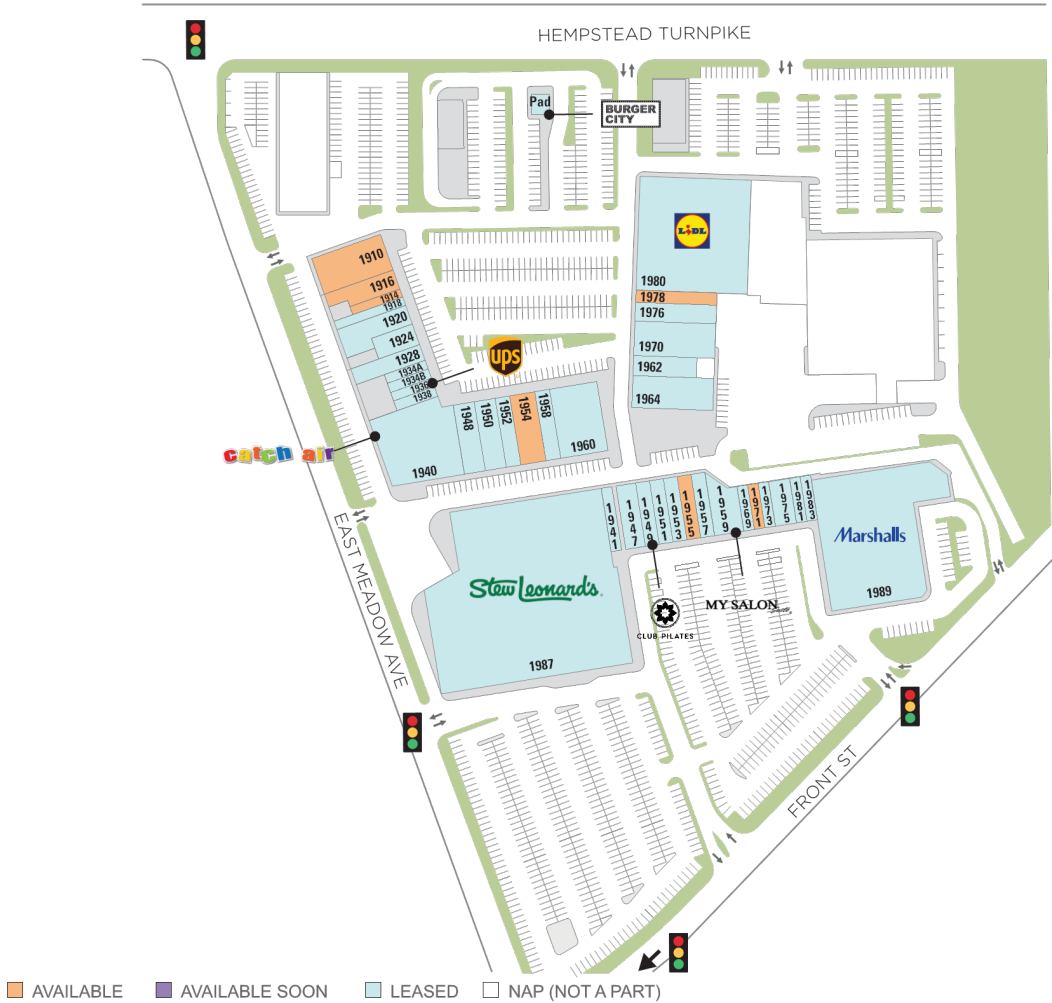 HEMPSTEAD TURNPIKE
Pad
BURGER
CITY
LiDL
1910
1916
1914
1918
1920
1924
1928
1934A
1934B
1936
1938
ups
1980
1978
1976
1970
1962
1964
catch air
1940
1948
1950
1952
1954
1958
1960
1941
1947
1949
1951
1953
1955
1957
1959
1969
1971
1973
1975
1981
1983
Stew Leonard's.
1987
CLUB PILATES
MY SALON
Marshalls
1989
EAST MEADOW AVE
FRONT ST
AVAILABLE
AVAILABLE SOON
LEASED
NAP (NOT A PART)